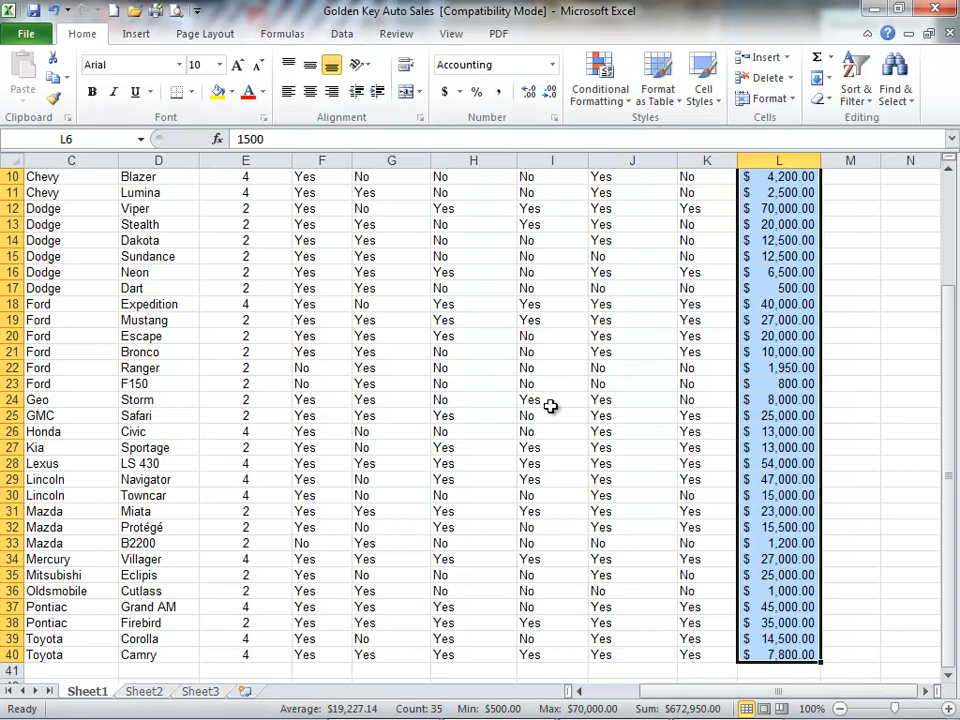 Golden Key Auto Sales [Compatibility Mode] - Microsoft Excel
File Home Insert Page Layout Formulas Data Review View PDF
Arial 10 Accounting Insert
Paste B I U $ % , Conditional Formatting Format as Table Cell Styles Delete Format Sort & Filter Find & Select
Clipboard Font Alignment Number Styles Cells Editing
L6 fx 1500
C D E F G H I J K L M N
10 Chevy Blazer 4 Yes No No No Yes No $ 4,200.00
11 Chevy Lumina 4 Yes Yes No No Yes No $ 2,500.00
12 Dodge Viper 2 Yes No Yes Yes Yes Yes $ 70,000.00
13 Dodge Stealth 2 Yes Yes No Yes Yes No $ 20,000.00
14 Dodge Dakota 2 Yes Yes No No Yes No $ 12,500.00
15 Dodge Sundance 2 Yes Yes No No No No $ 12,500.00
16 Dodge Neon 2 Yes Yes Yes No Yes Yes $ 6,500.00
17 Dodge Dart 2 Yes Yes No No No No $ 500.00
18 Ford Expedition 4 Yes No Yes Yes Yes Yes $ 40,000.00
19 Ford Mustang 2 Yes Yes Yes Yes Yes Yes $ 27,000.00
20 Ford Escape 2 Yes Yes Yes No Yes Yes $ 20,000.00
21 Ford Bronco 2 Yes Yes No No Yes Yes $ 10,000.00
22 Ford Ranger 2 No Yes No No No No $ 1,950.00
23 Ford F150 2 No Yes No No No No $ 800.00
24 Geo Storm 2 Yes Yes No Yes Yes No $ 8,000.00
25 GMC Safari 2 Yes Yes Yes No Yes Yes $ 25,000.00
26 Honda Civic 4 Yes No No No Yes Yes $ 13,000.00
27 Kia Sportage 2 Yes No Yes Yes Yes Yes $ 13,000.00
28 Lexus LS 430 4 Yes Yes Yes Yes Yes Yes $ 54,000.00
29 Lincoln Navigator 4 Yes No Yes Yes Yes Yes $ 47,000.00
30 Lincoln Towncar 4 Yes No No No Yes Yes $ 15,000.00
31 Mazda Miata 2 Yes Yes Yes Yes Yes Yes $ 23,000.00
32 Mazda Protégé 2 Yes No Yes No Yes Yes $ 15,500.00
33 Mazda B2200 2 No Yes No No No No $ 1,200.00
34 Mercury Villager 4 Yes Yes Yes Yes Yes Yes $ 27,000.00
35 Mitsubishi Eclipis 2 Yes No No No Yes No $ 25,000.00
36 Oldsmobile Cutlass 2 Yes Yes No No Yes No $ 1,000.00
37 Pontiac Grand AM 4 Yes Yes Yes No Yes Yes $ 45,000.00
38 Pontiac Firebird 2 Yes Yes Yes Yes Yes Yes $ 35,000.00
39 Toyota Corolla 4 Yes No Yes No Yes Yes $ 14,500.00
40 Toyota Camry 4 Yes Yes Yes Yes Yes Yes $ 7,800.00
41
Sheet1 Sheet2 Sheet3
Ready Average: $19,227.14 Count: 35 Min: $500.00 Max: $70,000.00 Sum: $672,950.00 100%